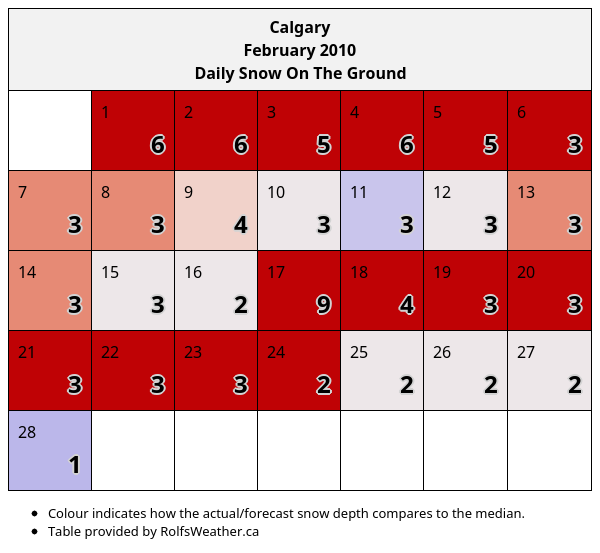 Calgary
February 2010
Daily Snow On The Ground
1 2 3 4 5 6
6 6 5 6 5 3
7 8 9 10 11 12 13
3 3 4 3 3 3 3
14 15 16 17 18 19 20
3 3 2 9 4 3 3
21 22 23 24 25 26 27
3 3 3 2 2 2 2
28
1
• Colour indicates how the actual/forecast snow depth compares to the median.
• Table provided by RolfsWeather.ca